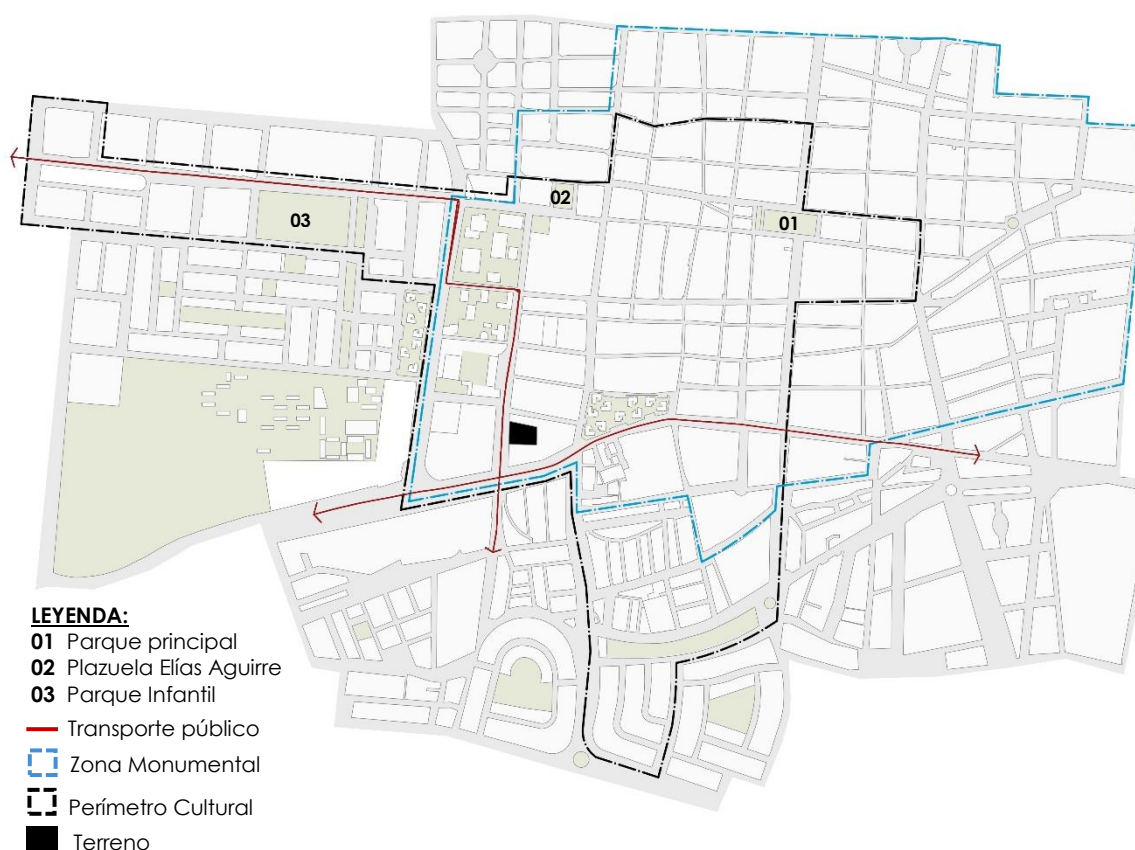 02
03
01
LEYENDA:
01 Parque principal
02 Plazuela Elías Aguirre
03 Parque Infantil
Transporte público
Zona Monumental
Perímetro Cultural
Terreno